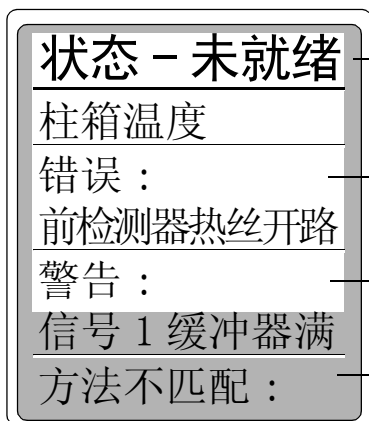 状态 – 未就绪
柱箱温度
错误：
前检测器热丝开路
警告：
信号 1 缓冲器满
方法不匹配：